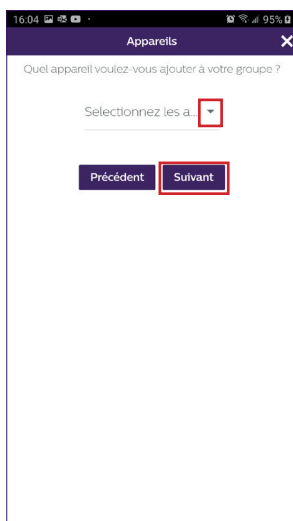 16:04 95%
Appareils
Quel appareil voulez-vous ajouter à votre groupe ?
Selectionnez les a...
Précédent Suivant